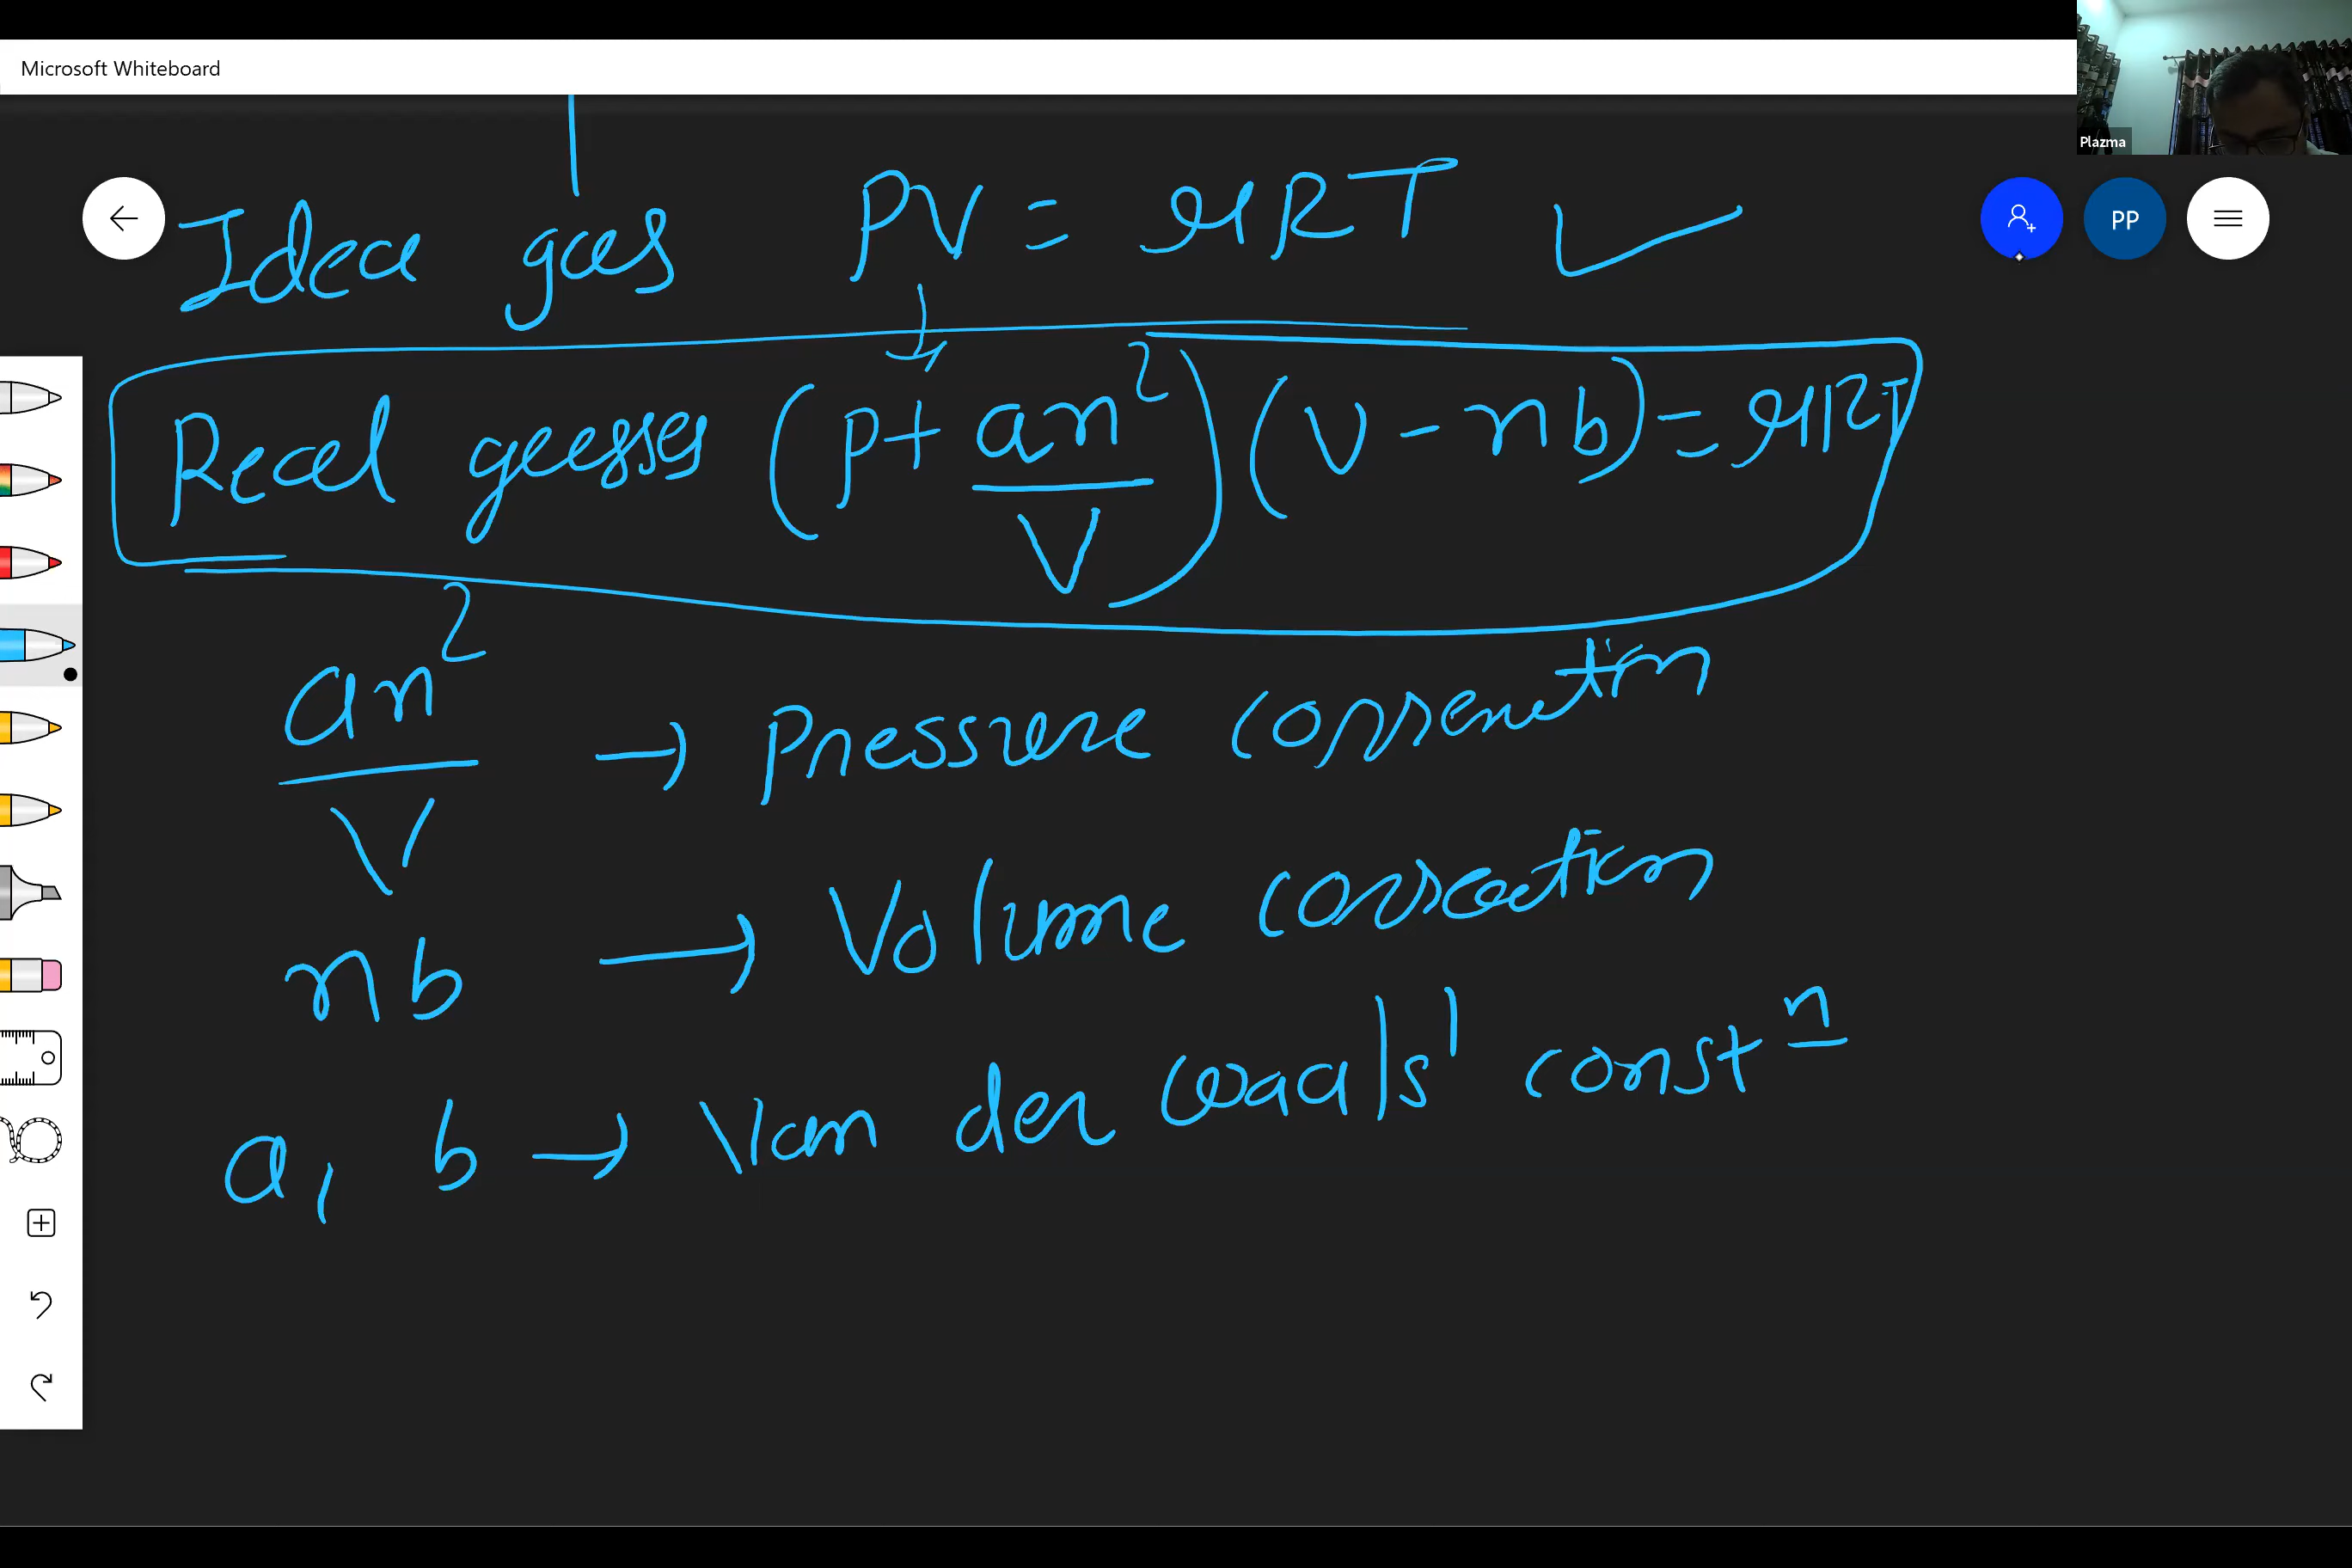 Microsoft Whiteboard
Plazma
PP
Ideal gas PV = nRT
Real gases (P + an²/V) (V - nb) = nRT
an²/V → Pressure correction
nb → Volume correction
a, b → Van der Waals' constn